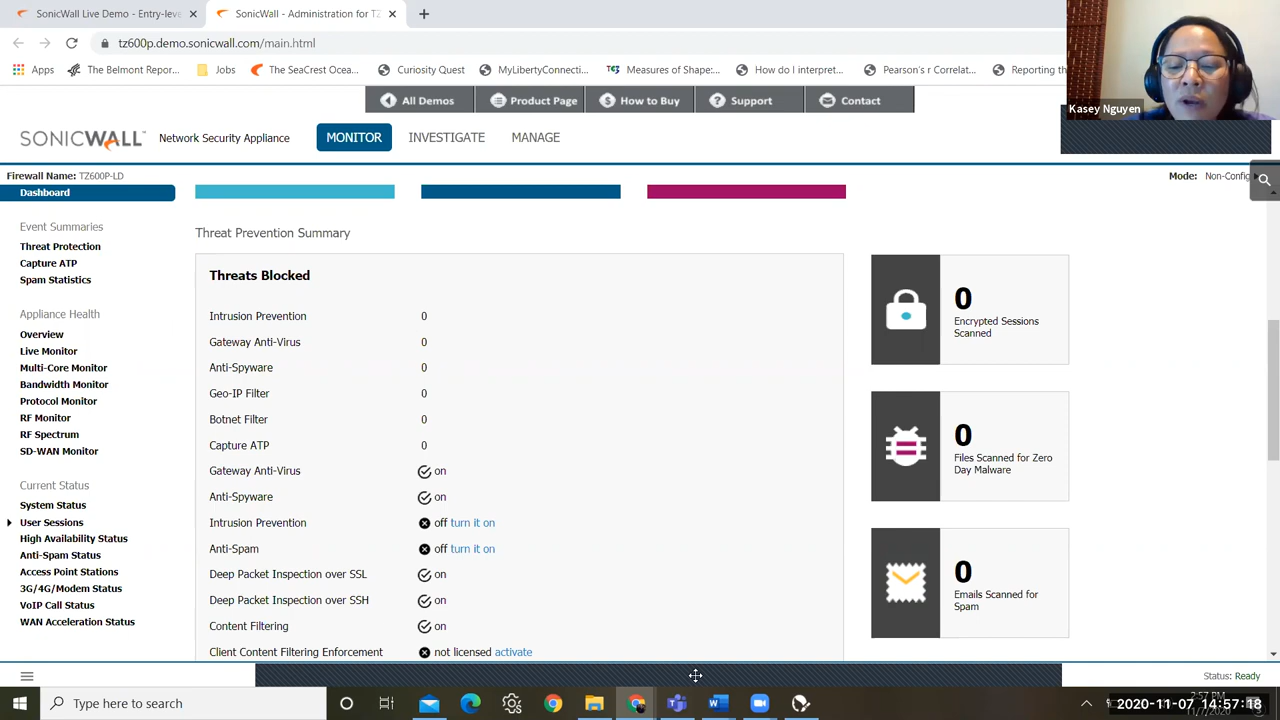 SonicWall Live Demo - Entry-leve
SonicWall - Administration for TZ
tz600p.demo.sonicwall.com/main.html
Apps
The Belmont Repor...
Jobs
The SeaCrest Ocea...
Curiosity Quest
MyLibertyConnecti...
Measures of Shape:...
How do I interpret...
Pearson's r Correlat...
Reporting th
Kasey Nguyen
All Demos
Product Page
How to Buy
Support
Contact
SONICWALL
Network Security Appliance
MONITOR
INVESTIGATE
MANAGE
Firewall Name: TZ600P-LD
Mode: Non-Config
Dashboard
Event Summaries
Threat Protection
Capture ATP
Spam Statistics
Appliance Health
Overview
Live Monitor
Multi-Core Monitor
Bandwidth Monitor
Protocol Monitor
RF Monitor
RF Spectrum
SD-WAN Monitor
Current Status
System Status
User Sessions
High Availability Status
Anti-Spam Status
Access Point Stations
3G/4G/Modem Status
VoIP Call Status
WAN Acceleration Status
Threat Prevention Summary
Threats Blocked
Intrusion Prevention 0
Gateway Anti-Virus 0
Anti-Spyware 0
Geo-IP Filter 0
Botnet Filter 0
Capture ATP 0
Gateway Anti-Virus on
Anti-Spyware on
Intrusion Prevention off turn it on
Anti-Spam off turn it on
Deep Packet Inspection over SSL on
Deep Packet Inspection over SSH on
Content Filtering on
Client Content Filtering Enforcement not licensed activate
0
Encrypted Sessions
Scanned
0
Files Scanned for Zero
Day Malware
0
Emails Scanned for
Spam
Status: Ready
Type here to search
2:57 PM
2020-11-07 14:57:18
11/7/2020